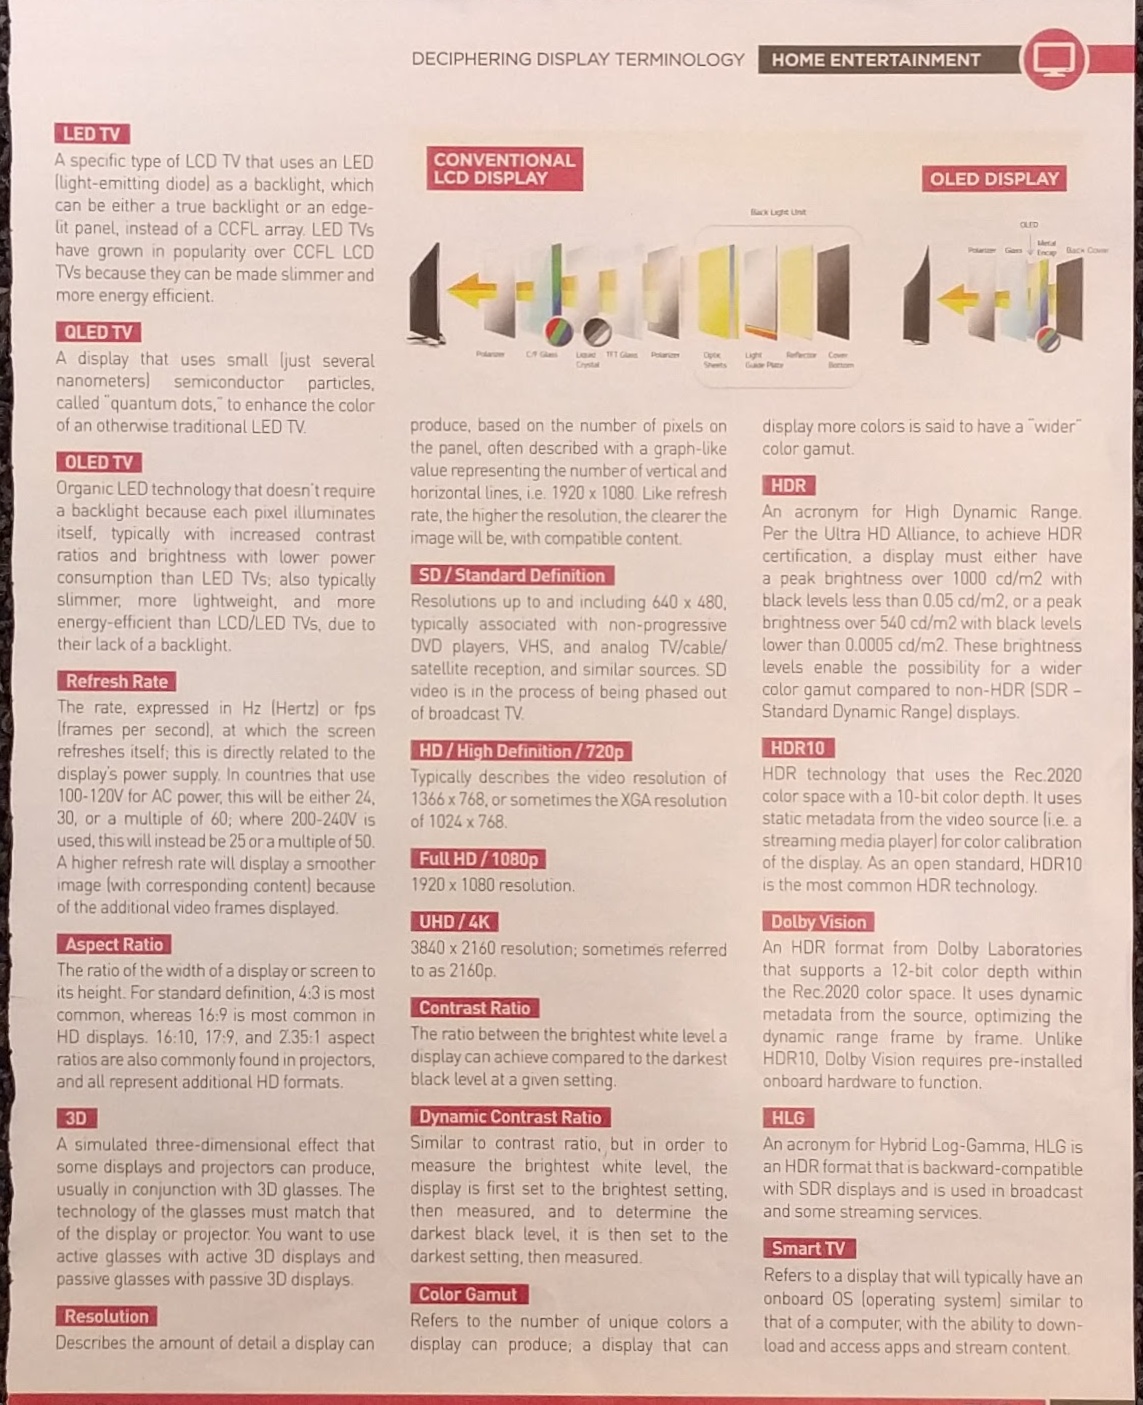 DECIPHERING DISPLAY TERMINOLOGY
HOME ENTERTAINMENT
LED TV
A specific type of LCD TV that uses an LED
(light-emitting diode) as a backlight, which
can be either a true backlight or an edge-
lit panel, instead of a CCFL array. LED TVs
have grown in popularity over CCFL LCD
TVs because they can be made slimmer and
more energy efficient.
QLED TV
A display that uses small (just several
nanometers) semiconductor particles,
called "quantum dots," to enhance the color
of an otherwise traditional LED TV.
OLED TV
Organic LED technology that doesn't require
a backlight because each pixel illuminates
itself, typically with increased contrast
ratios and brightness with lower power
consumption than LED TVs; also typically
slimmer, more lightweight, and more
energy-efficient than LCD/LED TVs, due to
their lack of a backlight.
Refresh Rate
The rate, expressed in Hz (Hertz) or fps
(frames per second), at which the screen
refreshes itself; this is directly related to the
display's power supply. In countries that use
100-120V for AC power, this will be either 24,
30, or a multiple of 60; where 200-240V is
used, this will instead be 25 or a multiple of 50.
A higher refresh rate will display a smoother
image (with corresponding content) because
of the additional video frames displayed.
Aspect Ratio
The ratio of the width of a display or screen to
its height. For standard definition, 4:3 is most
common, whereas 16:9 is most common in
HD displays. 16:10, 17:9, and 2.35:1 aspect
ratios are also commonly found in projectors,
and all represent additional HD formats.
3D
A simulated three-dimensional effect that
some displays and projectors can produce,
usually in conjunction with 3D glasses. The
technology of the glasses must match that
of the display or projector. You want to use
active glasses with active 3D displays and
passive glasses with passive 3D displays.
Resolution
Describes the amount of detail a display can
CONVENTIONAL
LCD DISPLAY
Back Light Unit
Polarizer
C/F Glass
Liquid
Crystal
TFT Glass
Polarizer
Optic
Sheets
Light
Guide Plate
Reflector
Cover
Bottom
OLED DISPLAY
OLED
Polarizer
Glass
Metal
Encap
Back Cover
produce, based on the number of pixels on
the panel, often described with a graph-like
value representing the number of vertical and
horizontal lines, i.e. 1920 x 1080. Like refresh
rate, the higher the resolution, the clearer the
image will be, with compatible content.
SD / Standard Definition
Resolutions up to and including 640 x 480,
typically associated with non-progressive
DVD players, VHS, and analog TV/cable/
satellite reception, and similar sources. SD
video is in the process of being phased out
of broadcast TV.
HD / High Definition / 720p
Typically describes the video resolution of
1366 x 768, or sometimes the XGA resolution
of 1024 x 768.
Full HD / 1080p
1920 x 1080 resolution.
UHD / 4K
3840 x 2160 resolution; sometimes referred
to as 2160p.
Contrast Ratio
The ratio between the brightest white level a
display can achieve compared to the darkest
black level at a given setting.
Dynamic Contrast Ratio
Similar to contrast ratio, but in order to
measure the brightest white level, the
display is first set to the brightest setting,
then measured, and to determine the
darkest black level, it is then set to the
darkest setting, then measured.
Color Gamut
Refers to the number of unique colors a
display can produce; a display that can
display more colors is said to have a "wider"
color gamut.
HDR
An acronym for High Dynamic Range.
Per the Ultra HD Alliance, to achieve HDR
certification, a display must either have
a peak brightness over 1000 cd/m2 with
black levels less than 0.05 cd/m2, or a peak
brightness over 540 cd/m2 with black levels
lower than 0.0005 cd/m2. These brightness
levels enable the possibility for a wider
color gamut compared to non-HDR (SDR –
Standard Dynamic Range) displays.
HDR10
HDR technology that uses the Rec.2020
color space with a 10-bit color depth. It uses
static metadata from the video source (i.e. a
streaming media player) for color calibration
of the display. As an open standard, HDR10
is the most common HDR technology.
Dolby Vision
An HDR format from Dolby Laboratories
that supports a 12-bit color depth within
the Rec.2020 color space. It uses dynamic
metadata from the source, optimizing the
dynamic range frame by frame. Unlike
HDR10, Dolby Vision requires pre-installed
onboard hardware to function.
HLG
An acronym for Hybrid Log-Gamma, HLG is
an HDR format that is backward-compatible
with SDR displays and is used in broadcast
and some streaming services.
Smart TV
Refers to a display that will typically have an
onboard OS (operating system) similar to
that of a computer, with the ability to down-
load and access apps and stream content.